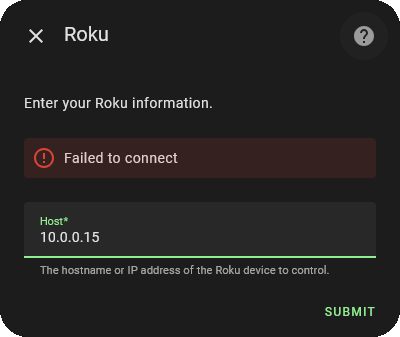 Roku
Enter your Roku information.
Failed to connect
Host*
10.0.0.15
The hostname or IP address of the Roku device to control.
SUBMIT